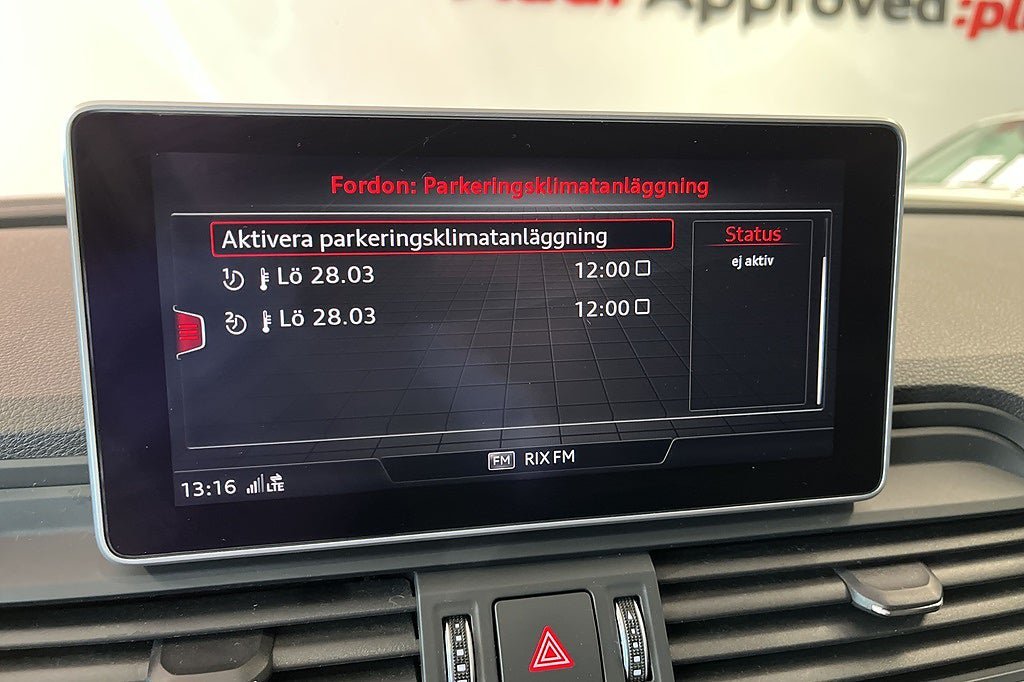 Approved:plus
Fordon: Parkeringsklimatanläggning
Aktivera parkeringsklimatanläggning
Status
ej aktiv
1 Lö 28.03 12:00
2 Lö 28.03 12:00
FM RIX FM
13:16 LTE